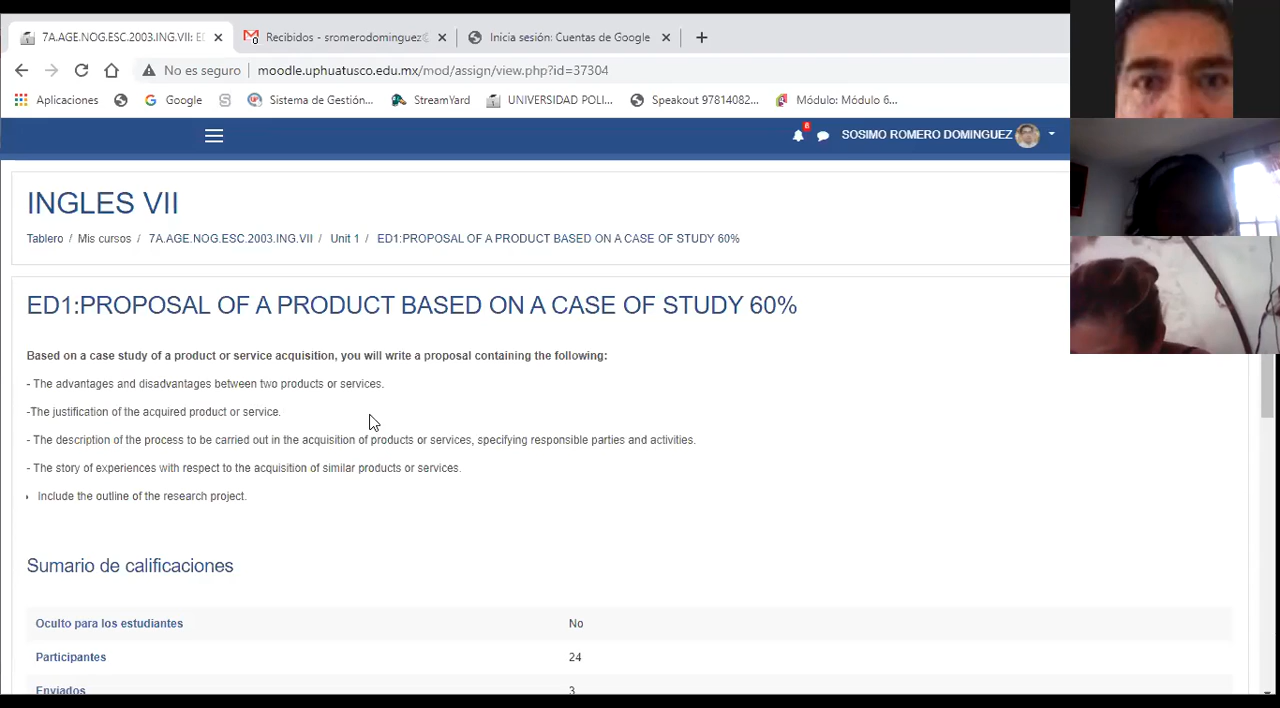 7A.AGE.NOG.ESC.2003.ING.VII: E
Recibidos - sromerodominguez
Inicia sesión: Cuentas de Google
No es seguro
moodle.uphuatusco.edu.mx/mod/assign/view.php?id=37304
Aplicaciones
Google
Sistema de Gestión...
StreamYard
UNIVERSIDAD POLI...
Speakout 97814082...
Módulo: Módulo 6...
SOSIMO ROMERO DOMINGUEZ
INGLES VII
Tablero / Mis cursos / 7A.AGE.NOG.ESC.2003.ING.VII / Unit 1 / ED1:PROPOSAL OF A PRODUCT BASED ON A CASE OF STUDY 60%
ED1:PROPOSAL OF A PRODUCT BASED ON A CASE OF STUDY 60%
Based on a case study of a product or service acquisition, you will write a proposal containing the following:
- The advantages and disadvantages between two products or services.
-The justification of the acquired product or service.
- The description of the process to be carried out in the acquisition of products or services, specifying responsible parties and activities.
- The story of experiences with respect to the acquisition of similar products or services.
Include the outline of the research project.
Sumario de calificaciones
Oculto para los estudiantes No
Participantes 24
Enviados 3